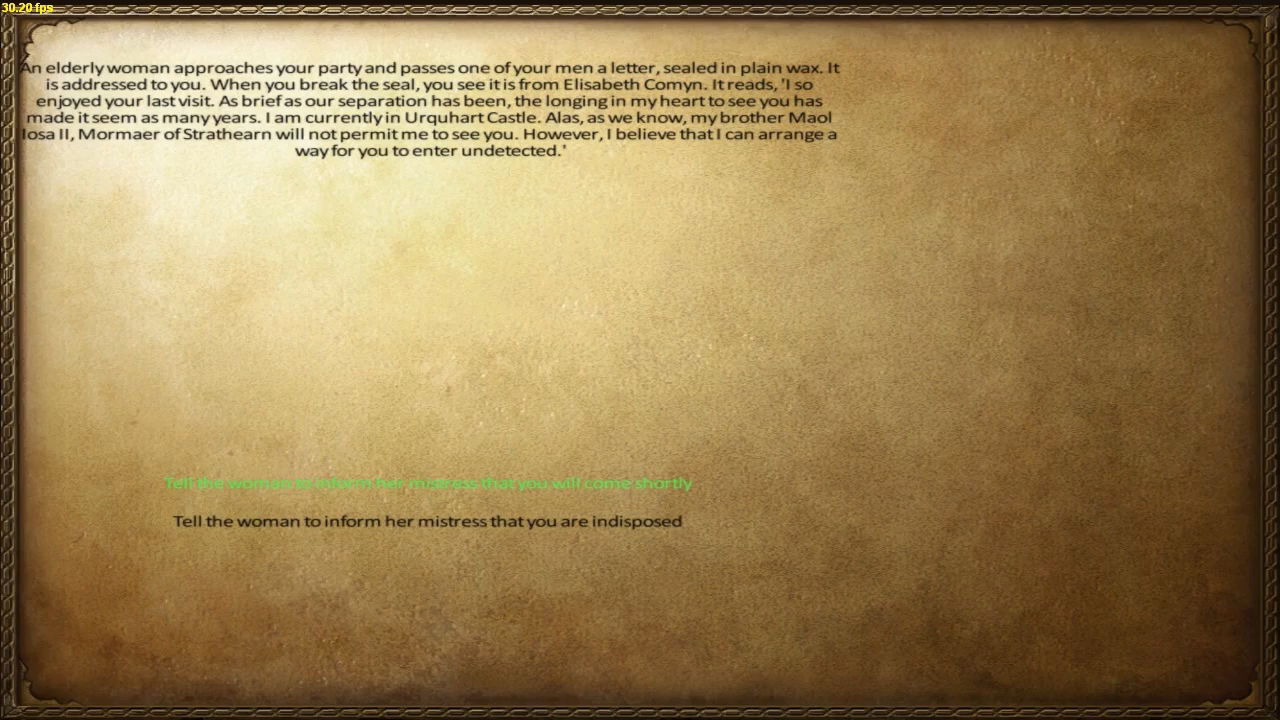 30.20 fps
An elderly woman approaches your party and passes one of your men a letter, sealed in plain wax. It
is addressed to you. When you break the seal, you see it is from Elisabeth Comyn. It reads, 'I so
enjoyed your last visit. As brief as our separation has been, the longing in my heart to see you has
made it seem as many years. I am currently in Urquhart Castle. Alas, as we know, my brother Maol
Iosa II, Mormaer of Strathearn will not permit me to see you. However, I believe that I can arrange a
way for you to enter undetected.'
Tell the woman to inform her mistress that you will come shortly
Tell the woman to inform her mistress that you are indisposed